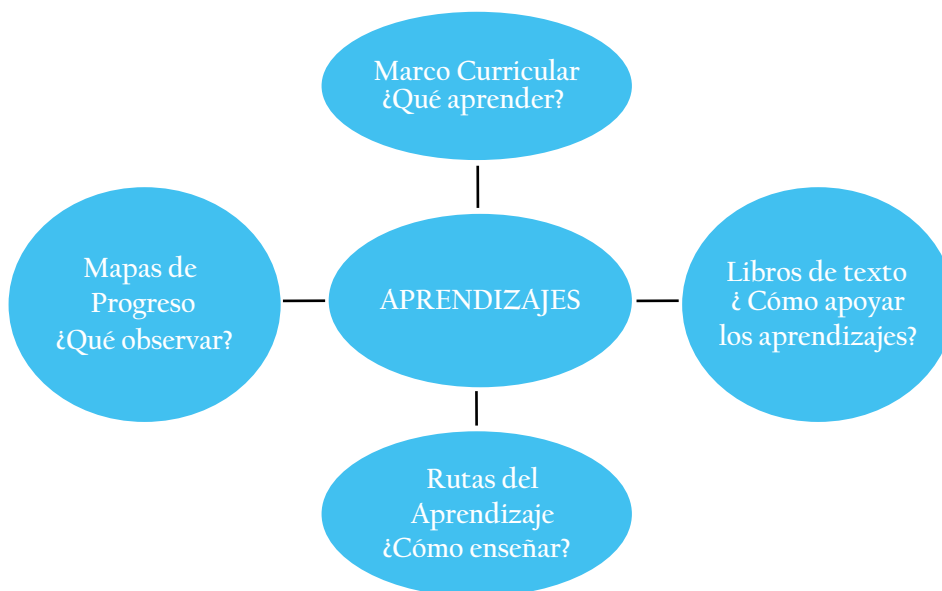 Marco Curricular
¿Qué aprender?
Mapas de
Progreso
¿Qué observar?
APRENDIZAJES
Libros de texto
¿ Cómo apoyar
los aprendizajes?
Rutas del
Aprendizaje
¿Cómo enseñar?